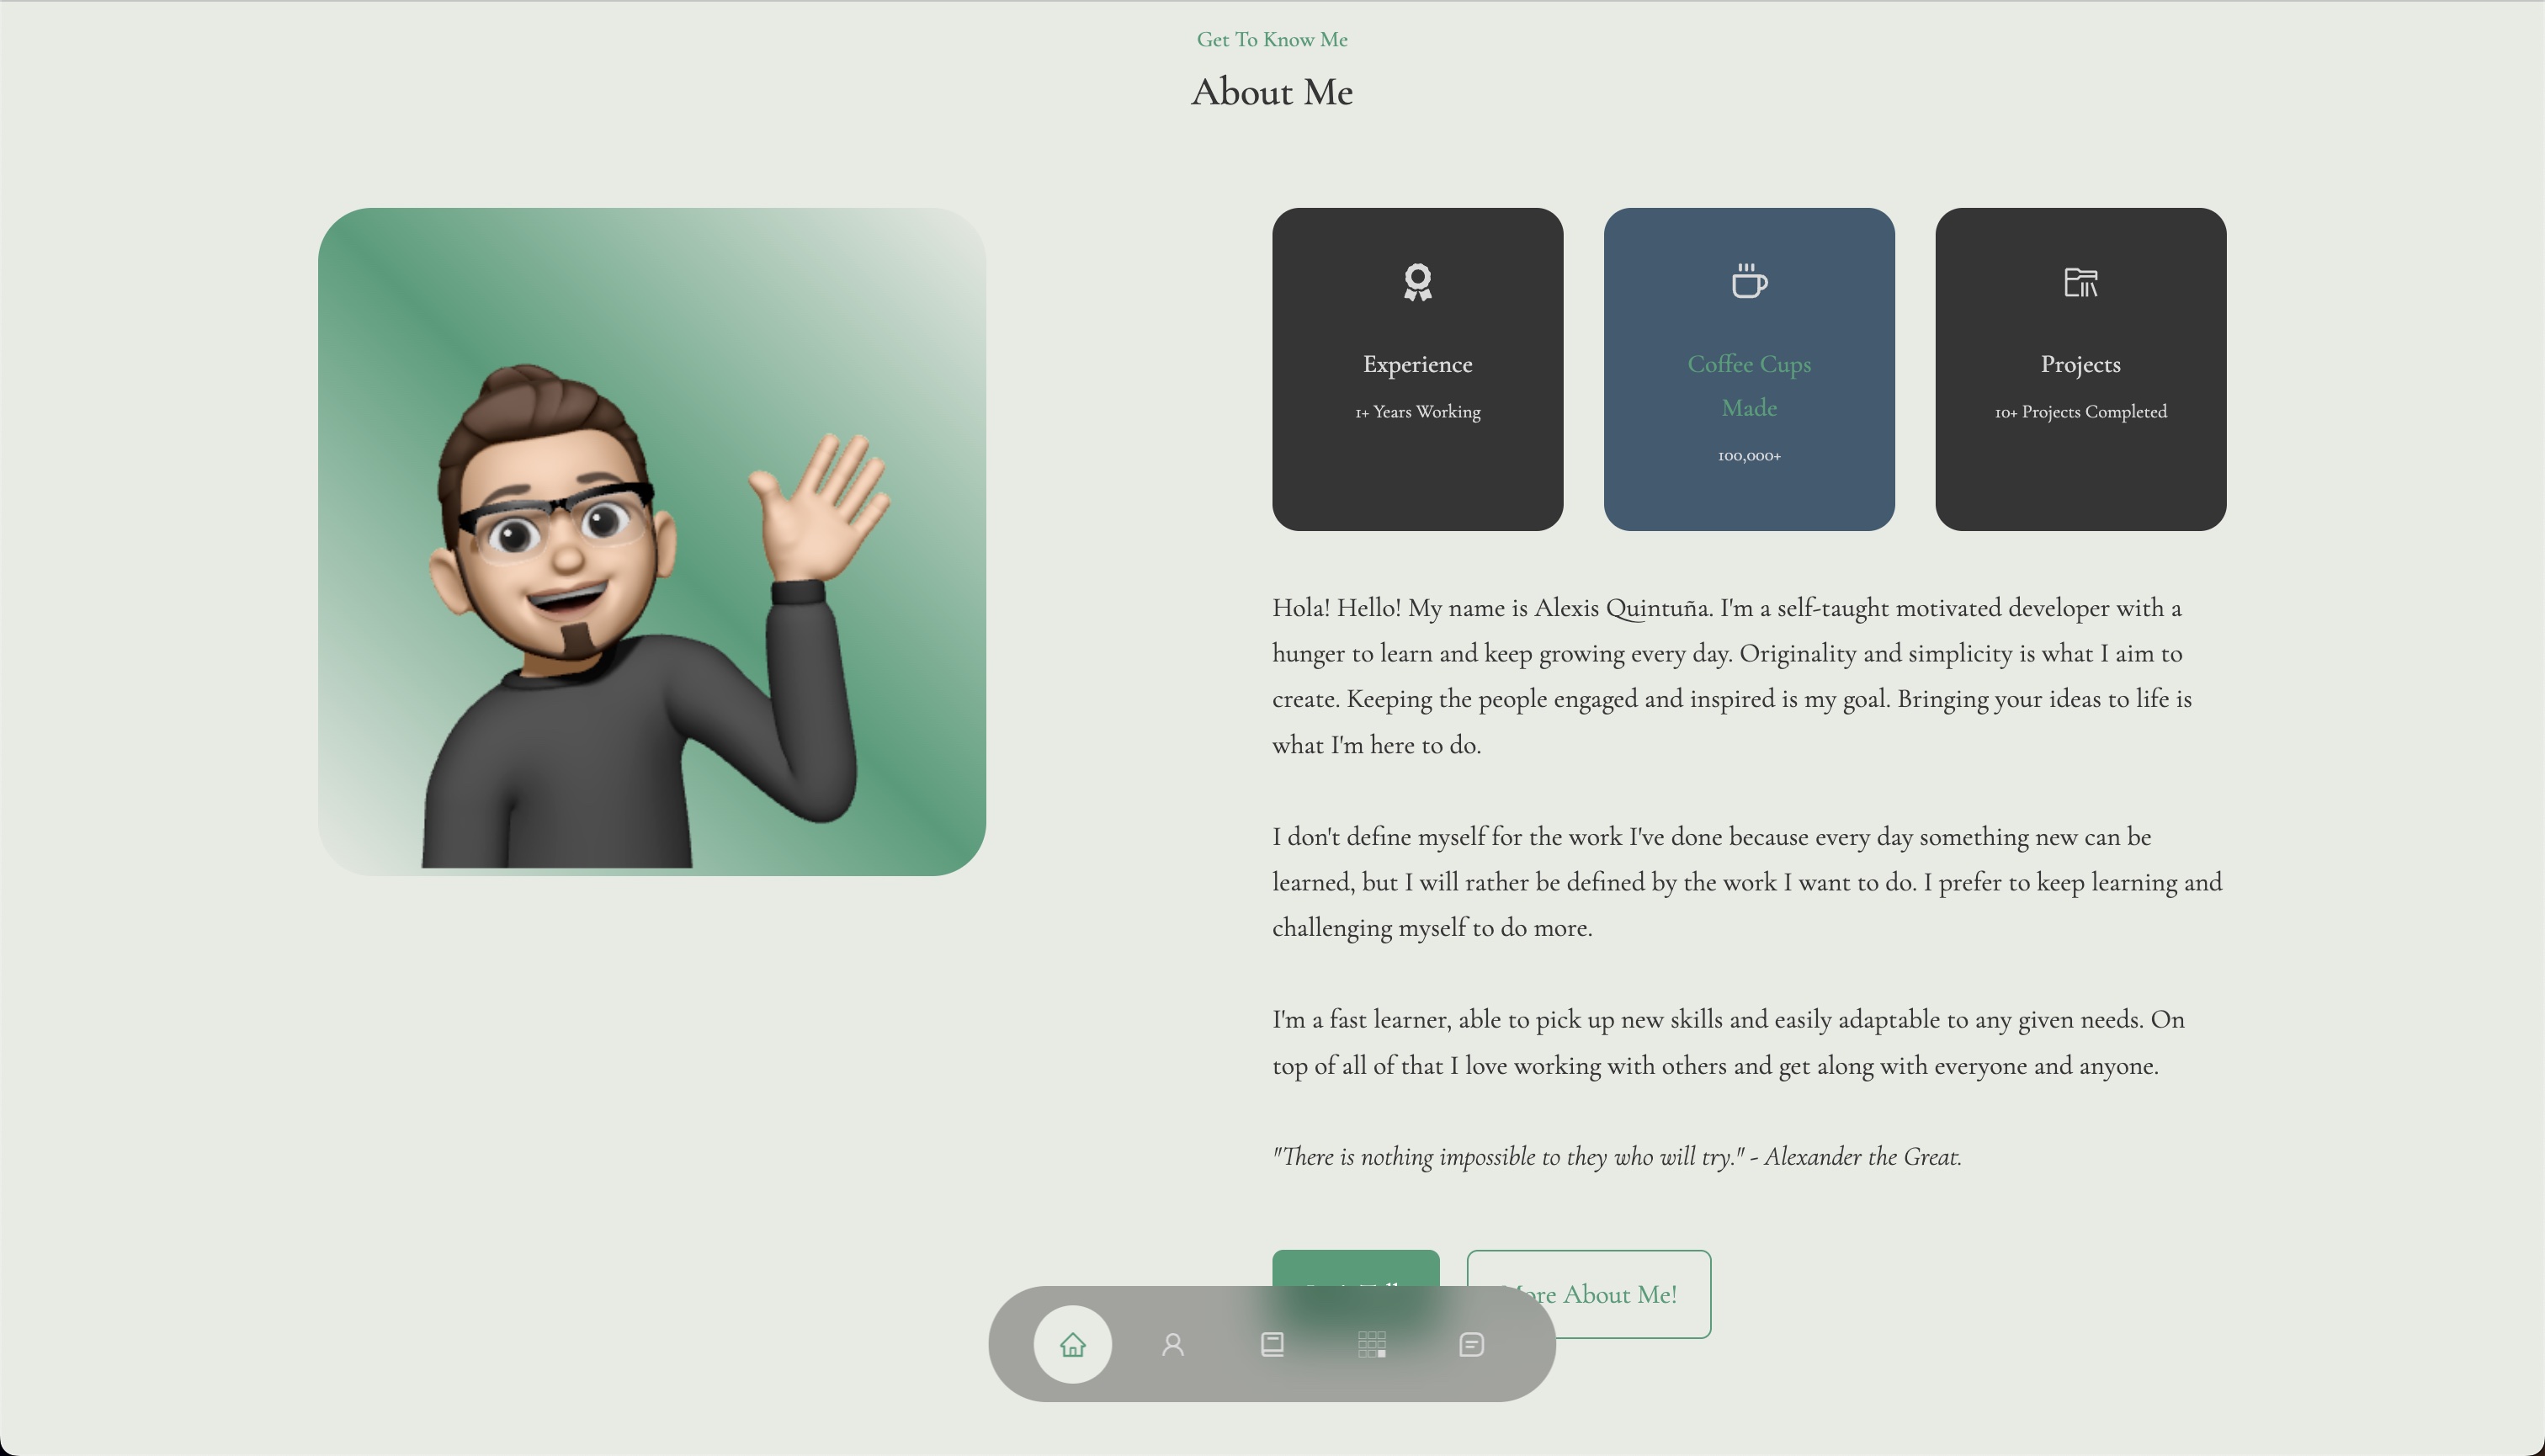 Get To Know Me
About Me
Experience
1+ Years Working
Coffee Cups
Made
100,000+
Projects
10+ Projects Completed
Hola! Hello! My name is Alexis Quintuña. I'm a self-taught motivated developer with a
hunger to learn and keep growing every day. Originality and simplicity is what I aim to
create. Keeping the people engaged and inspired is my goal. Bringing your ideas to life is
what I'm here to do.
I don't define myself for the work I've done because every day something new can be
learned, but I will rather be defined by the work I want to do. I prefer to keep learning and
challenging myself to do more.
I'm a fast learner, able to pick up new skills and easily adaptable to any given needs. On
top of all of that I love working with others and get along with everyone and anyone.
"There is nothing impossible to they who will try." - Alexander the Great.
More About Me!